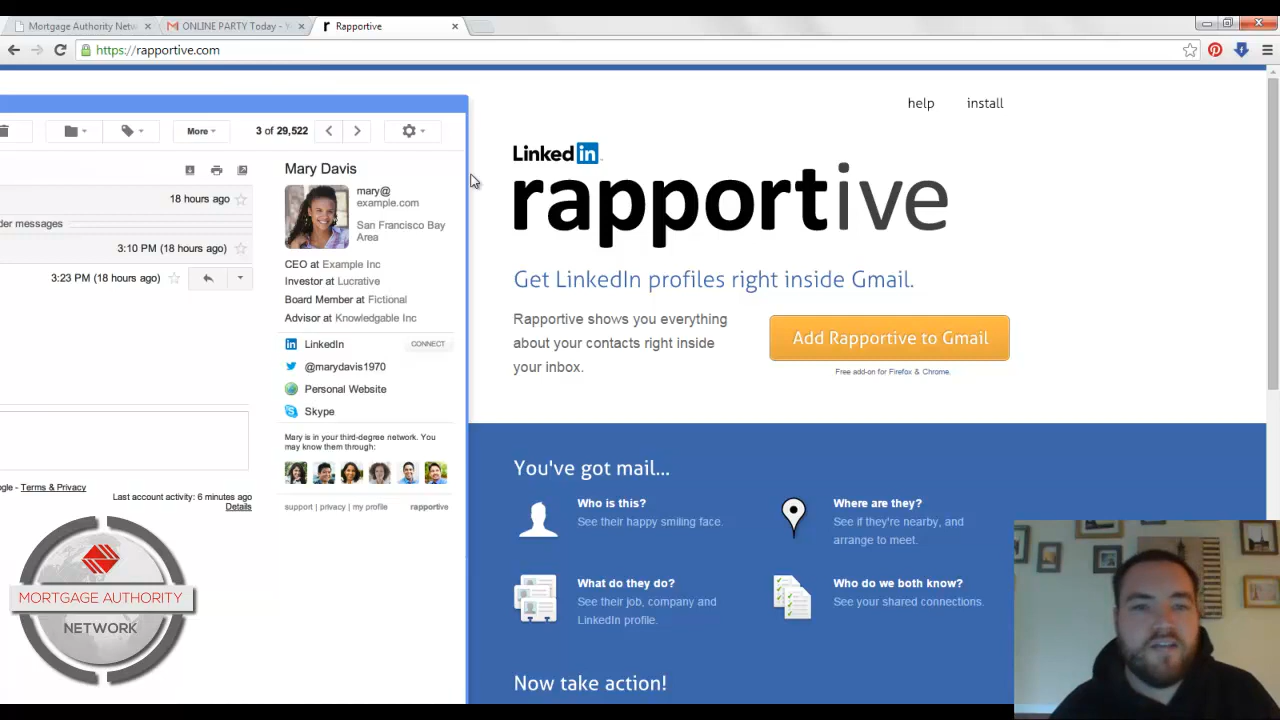 Mortgage Authority Netw
ONLINE PARTY Today -
Rapportive
https://rapportive.com
help
install
More
3 of 29,522
Linked in
rapportive
Get LinkedIn profiles right inside Gmail.
Rapportive shows you everything
about your contacts right inside
your inbox.
Add Rapportive to Gmail
Free add-on for Firefox & Chrome.
Mary Davis
mary@
example.com
San Francisco Bay
Area
CEO at Example Inc
Investor at Lucrative
Board Member at Fictional
Advisor at Knowledgable Inc
LinkedIn
CONNECT
@marydavis1970
Personal Website
Skype
Mary is in your third-degree network. You
may know them through:
support | privacy | my profile
rapportive
18 hours ago
der messages
3:10 PM (18 hours ago)
3:23 PM (18 hours ago)
gle - Terms & Privacy
Last account activity: 6 minutes ago
Details
MORTGAGE AUTHORITY
NETWORK
You've got mail...
Who is this?
See their happy smiling face.
Where are they?
See if they're nearby, and
arrange to meet.
What do they do?
See their job, company and
LinkedIn profile.
Who do we both know?
See your shared connections.
Now take action!